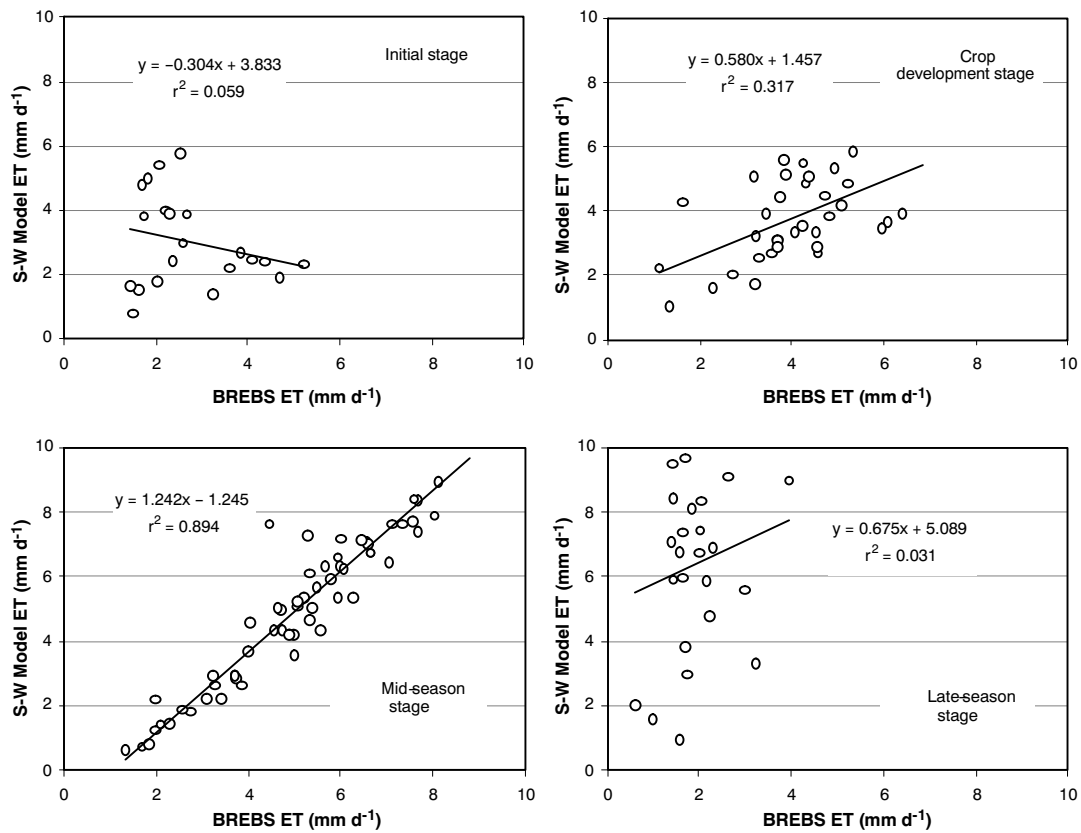 10
8
6
4
2
0
S-W Model ET (mm d-1)
y = −0.304x + 3.833
r2 = 0.059
Initial stage
0 2 4 6 8 10
BREBS ET (mm d-1)
10
8
6
4
2
0
S-W Model ET (mm d-1)
y = 0.580x + 1.457
r2 = 0.317
Crop
development stage
0 2 4 6 8 10
BREBS ET (mm d-1)
10
8
6
4
2
0
S-W Model ET (mm d-1)
y = 1.242x − 1.245
r2 = 0.894
Mid-season
stage
0 2 4 6 8 10
BREBS ET (mm d-1)
10
8
6
4
2
0
S-W Model ET (mm d-1)
y = 0.675x + 5.089
r2 = 0.031
Late-season
stage
0 2 4 6 8 10
BREBS ET (mm d-1)